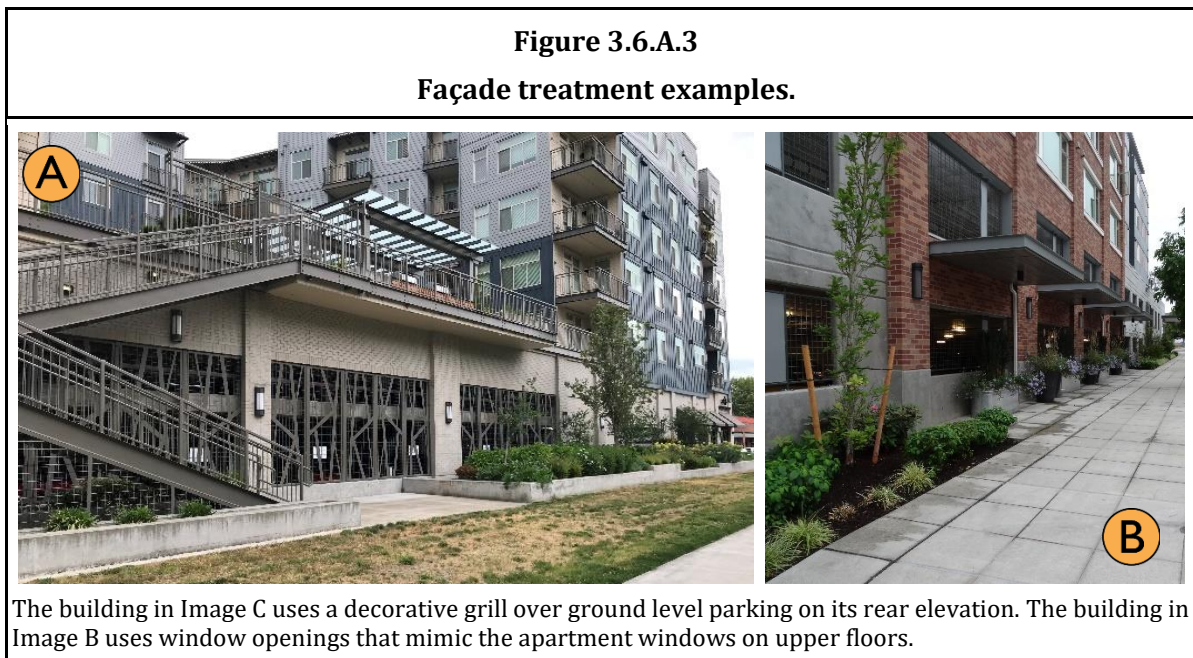 Figure 3.6.A.3
Façade treatment examples.
A
B
The building in Image C uses a decorative grill over ground level parking on its rear elevation. The building in
Image B uses window openings that mimic the apartment windows on upper floors.